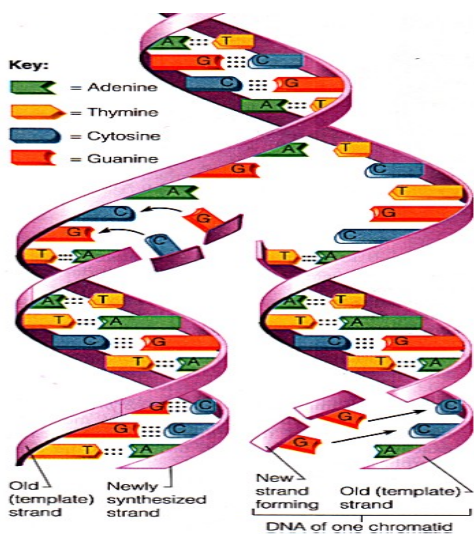 A T
Key:
G C
= Adenine
C G
= Thymine
A T
= Cytosine
A T
= Guanine
G C
A T
C G G
G C C
T A T A
A T A T
T A T A
C G C G
T A T A
G C G C
G C G C
T A A
Old
(template)
strand
Newly
synthesized
strand
New
strand
forming
Old (template)
strand
DNA of one chromatid